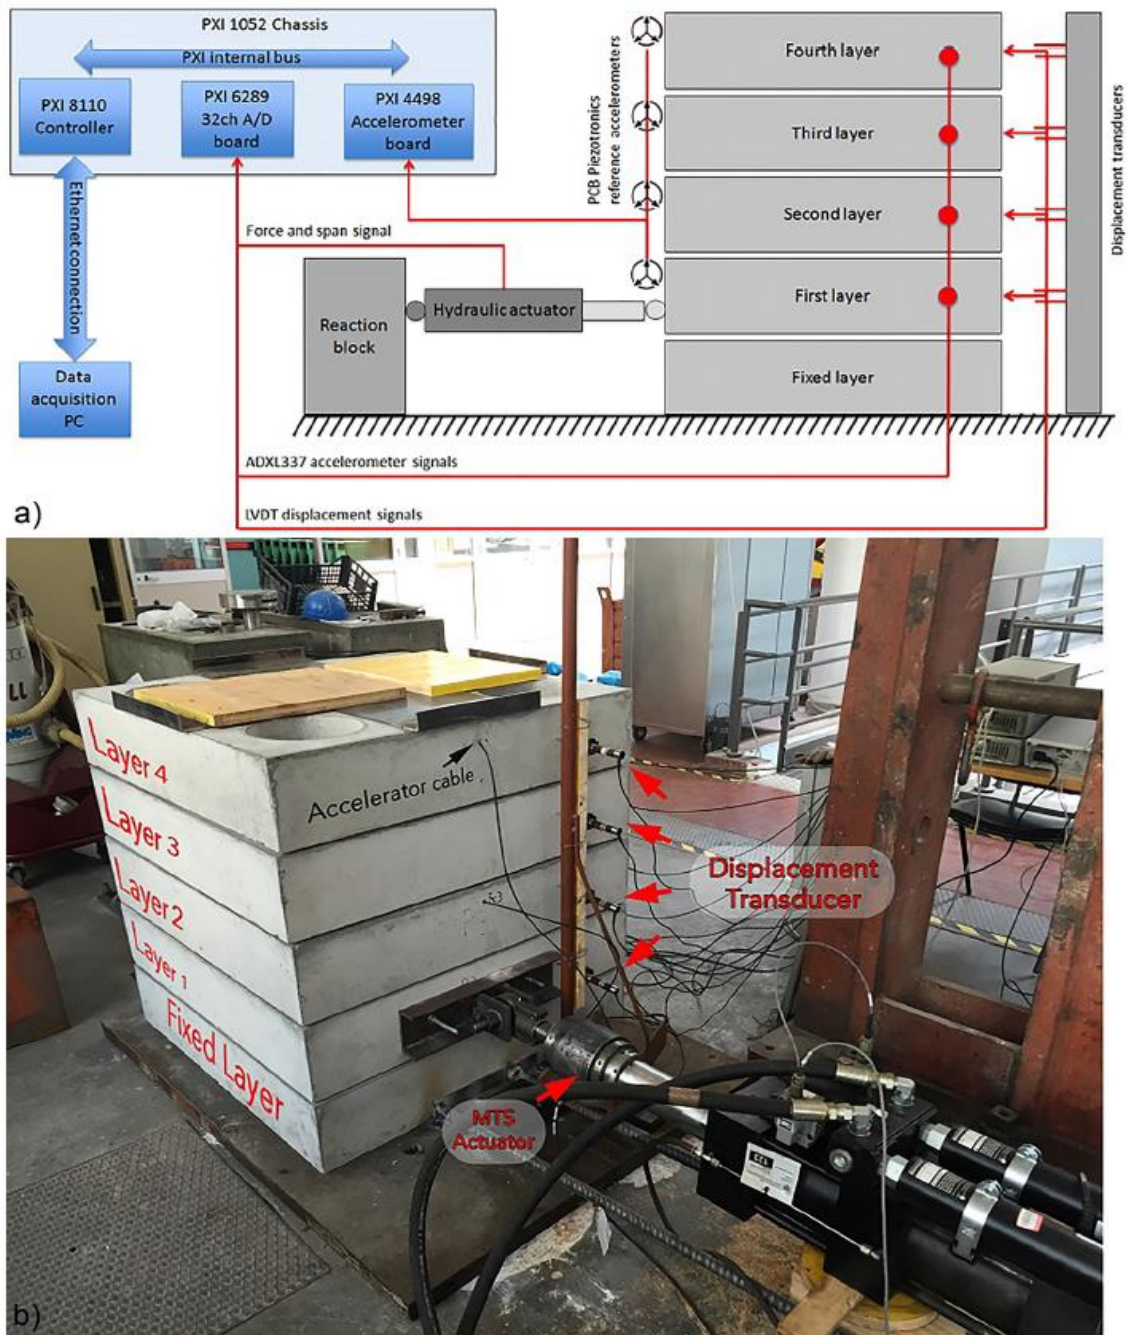 PXI 1052 Chassis
PXI internal bus
PXI 8110
Controller
PXI 6289
32ch A/D
board
PXI 4498
Accelerometer
board
Ethernet connection
Data
acquisition
PC
Force and span signal
Reaction
block
Hydraulic actuator
PCB Piezotronics
reference accelerometers
Fourth layer
Third layer
Second layer
First layer
Fixed layer
Displacement transducers
ADXL337 accelerometer signals
LVDT displacement signals
a)
Layer 4
Layer 3
Layer 2
Layer 1
Fixed Layer
Accelerator cable
Displacement
Transducer
MTS
Actuator
b)